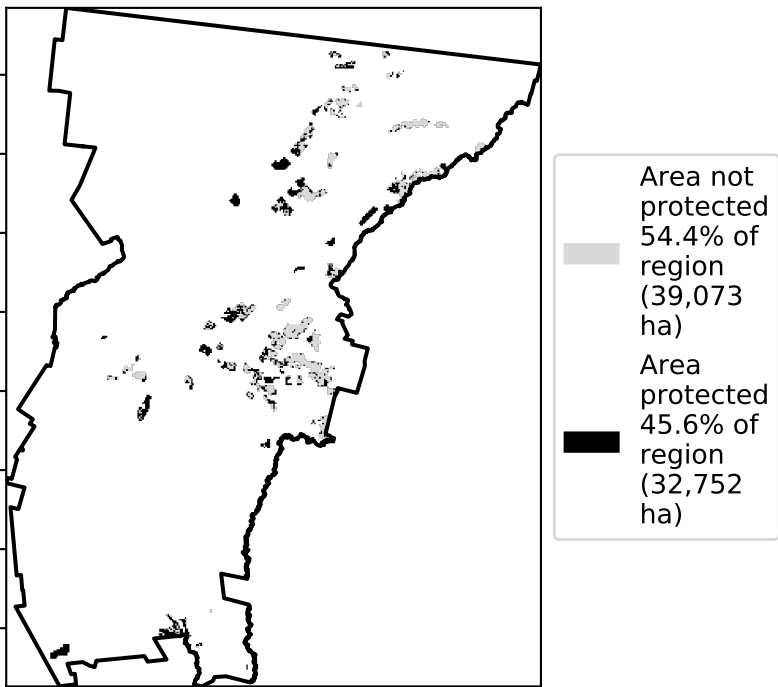 Area not
protected
54.4% of
region
(39,073
ha)
Area
protected
45.6% of
region
(32,752
ha)